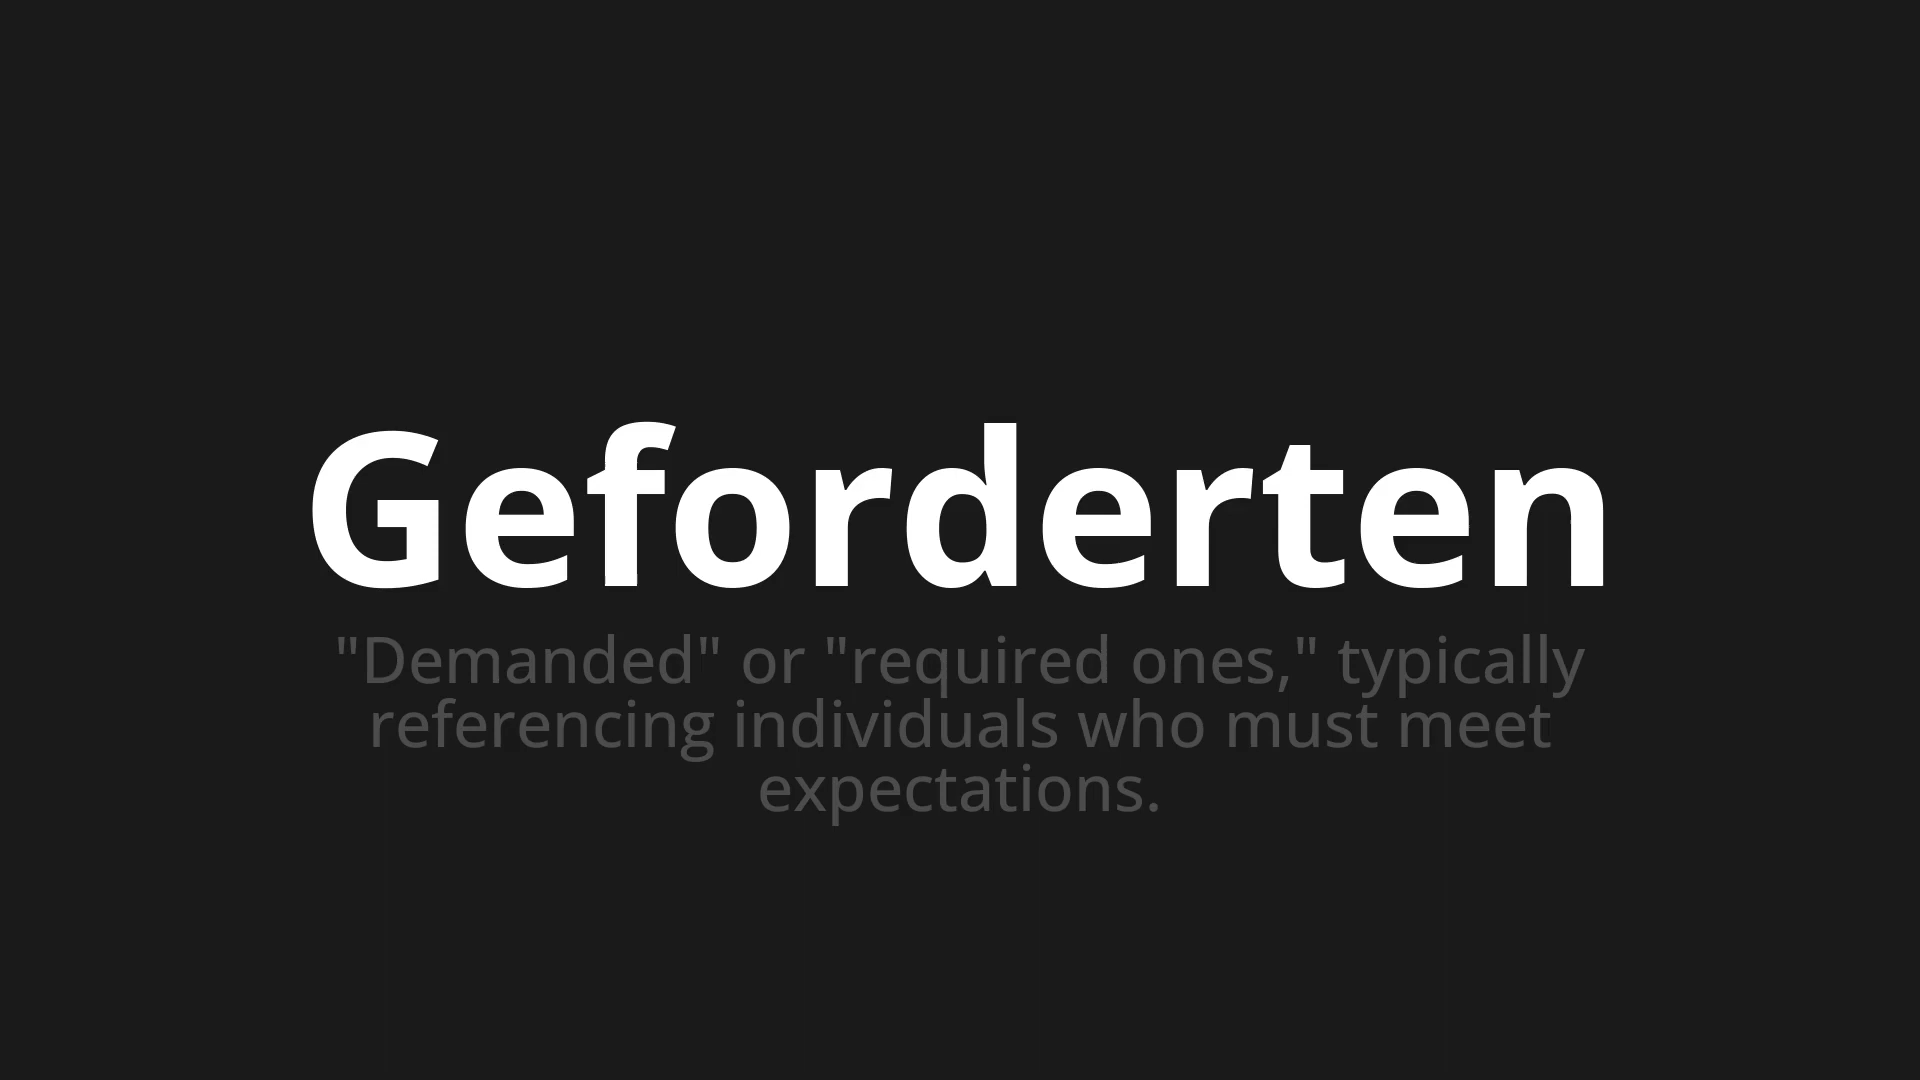 Geforderten
"Demanded" or "required ones," typically
referencing individuals who must meet
expectations.